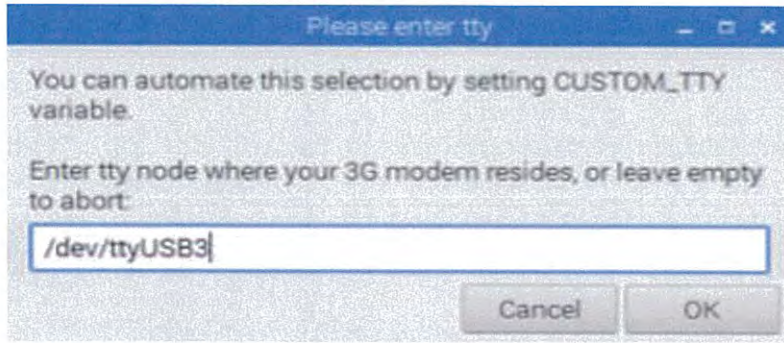 Please enter tty
You can automate this selection by setting CUSTOM_TTY
variable.
Enter tty node where your 3G modem resides, or leave empty
to abort:
/dev/ttyUSB3
Cancel
OK